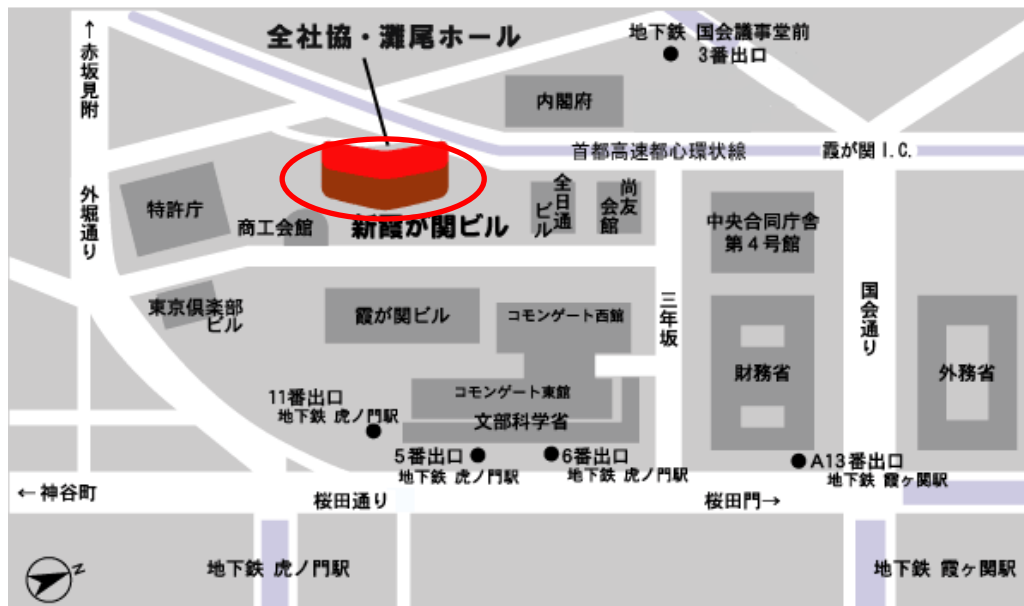 ↑赤坂見附
全社協・灘尾ホール
地下鉄 国会議事堂前
3番出口
内閣府
首都高速都心環状線
霞が関 I.C.
外堀通り
特許庁
商工会館
新霞が関ビル
全日通
ビル
尚友
会館
中央合同庁舎
第4号館
東京倶楽部
ビル
霞が関ビル
コモンゲート西館
三年坂
国会通り
財務省
外務省
コモンゲート東館
文部科学省
11番出口
地下鉄 虎ノ門駅
5番出口
地下鉄 虎ノ門駅
6番出口
地下鉄 虎ノ門駅
A13番出口
地下鉄 霞ヶ関駅
←神谷町
桜田通り
桜田門→
N
地下鉄 虎ノ門駅
地下鉄 霞ヶ関駅